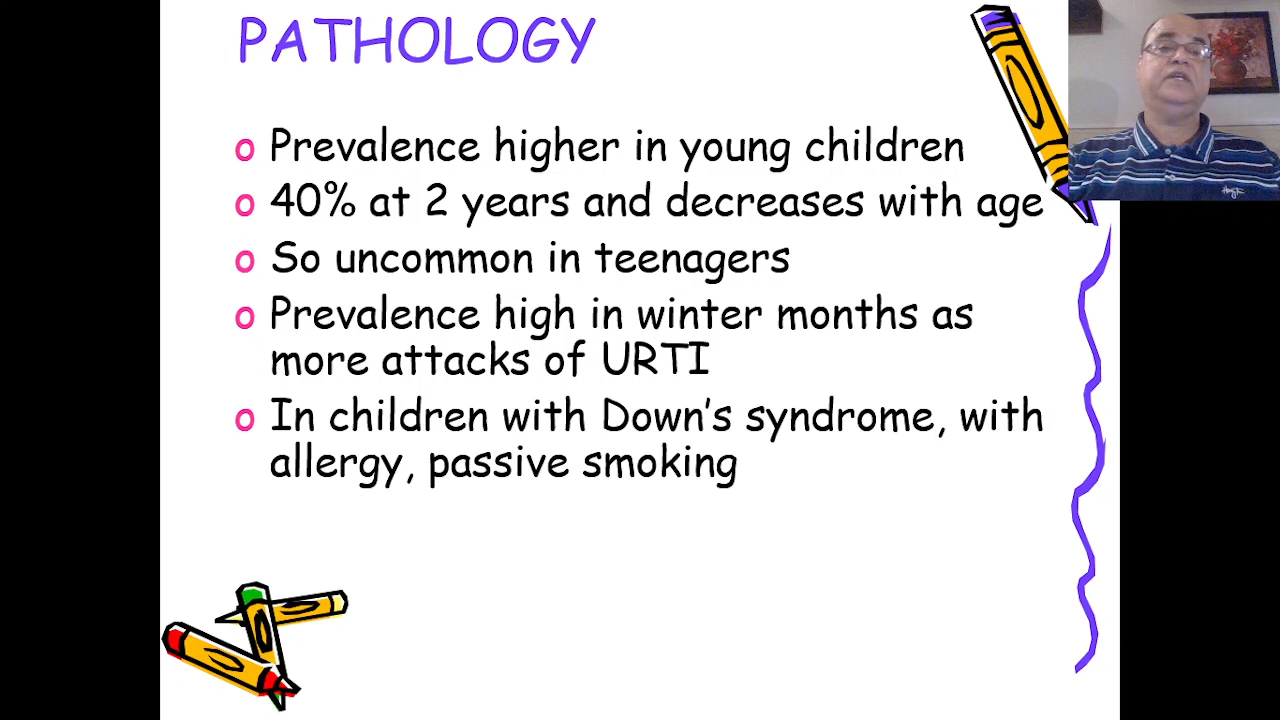 PATHOLOGY
o Prevalence higher in young children
o 40% at 2 years and decreases with age
o So uncommon in teenagers
o Prevalence high in winter months as
more attacks of URTI
o In children with Down’s syndrome, with
allergy, passive smoking